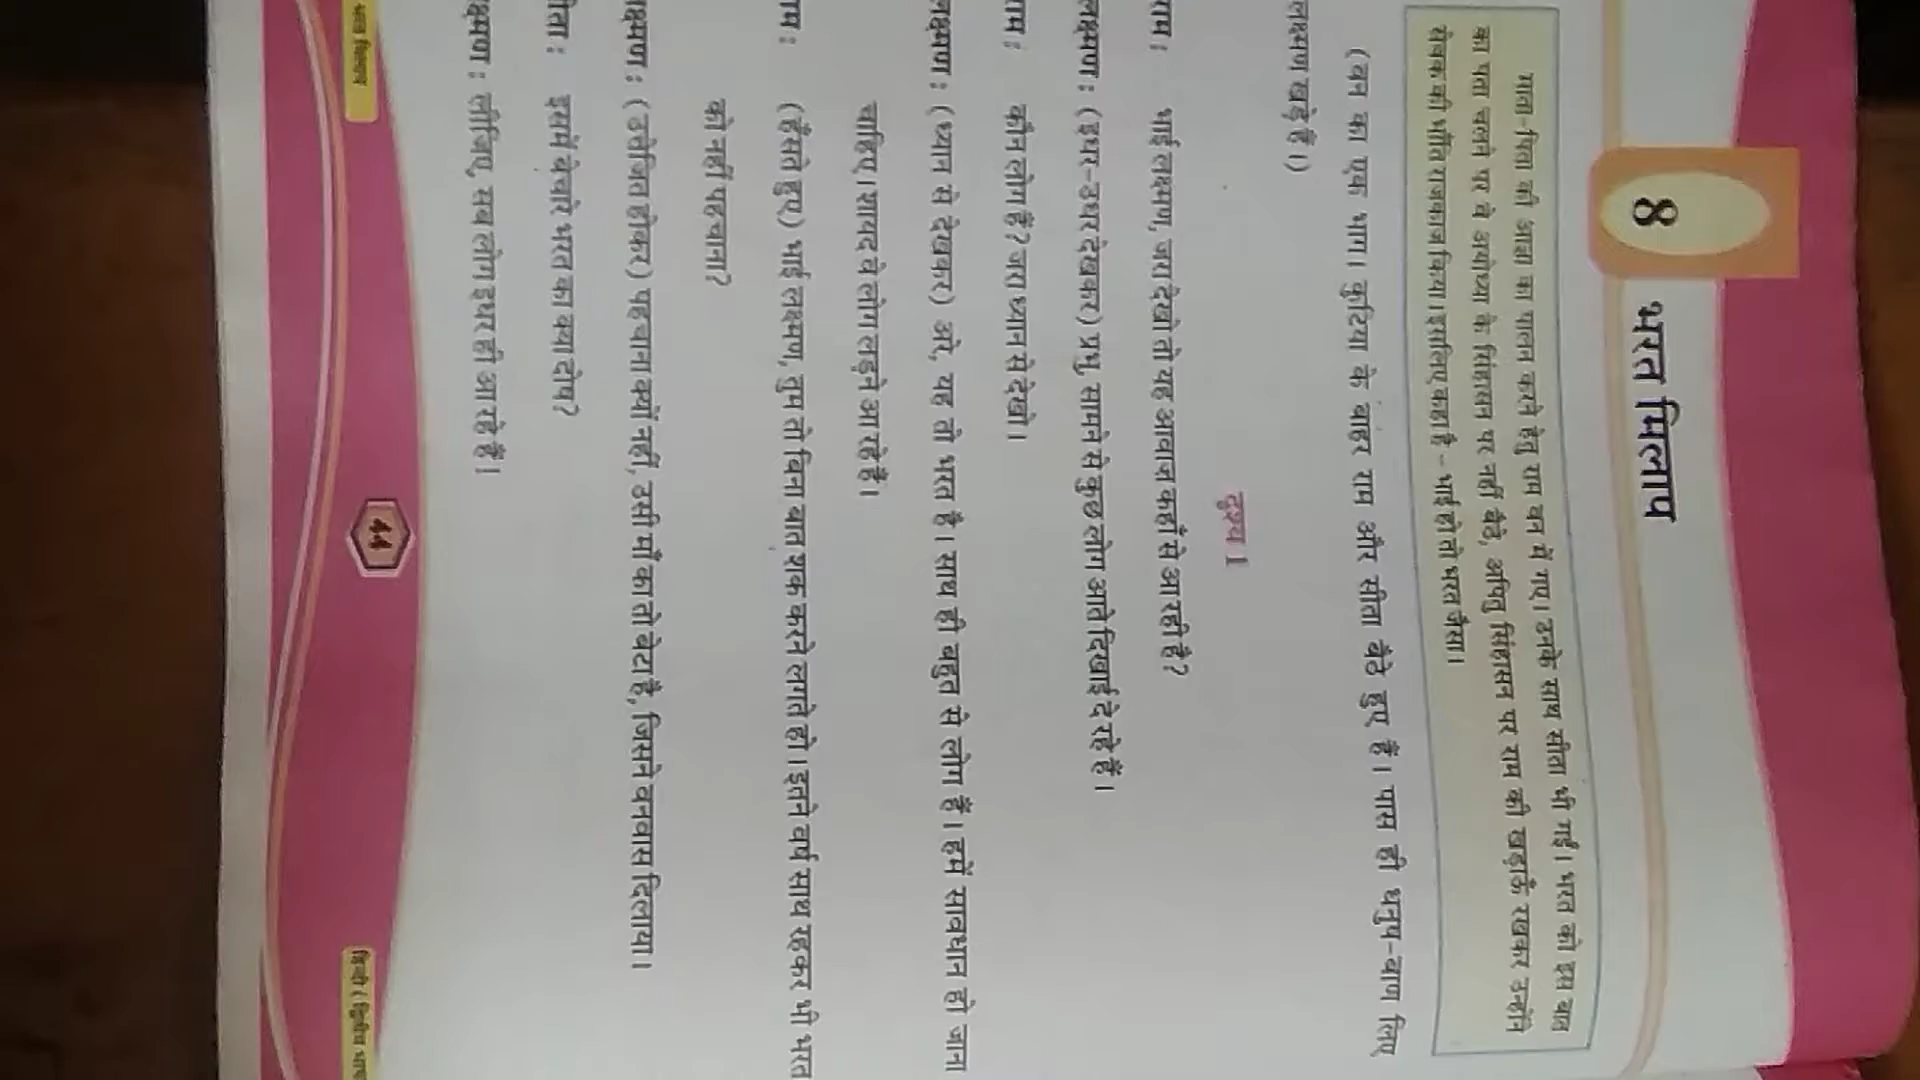 8
भरत मिलाप
माता-पिता की आज्ञा का पालन करने हेतु राम वन में गए। उनके साथ सीता भी गईं। भरत को इस बात
का पता चलने पर वे अयोध्या के सिंहासन पर नहीं बैठे, अपितु सिंहासन पर राम की खड़ाऊँ रखकर उन्होंने
सेवक की भाँति राजकाज किया। इसलिए कहा है - भाई हो तो भरत जैसा।
(वन का एक भाग। कुटिया के बाहर राम और सीता बैठे हुए हैं। पास ही धनुष-बाण लिए
लक्ष्मण खड़े हैं।)
दृश्य 1
राम : भाई लक्ष्मण, जरा देखो तो यह आवाज कहाँ से आ रही है?
लक्ष्मण : (इधर-उधर देखकर) प्रभु सामने से कुछ लोग आते दिखाई दे रहे हैं।
राम : कौन लोग हैं? जरा ध्यान से देखो।
लक्ष्मण : (ध्यान से देखकर) अरे, यह तो भरत है। साथ ही बहुत से लोग हैं। हमें सावधान हो जाना
चाहिए। शायद वे लोग लड़ने आ रहे हैं।
राम : (हँसते हुए) भाई लक्ष्मण, तुम तो बिना बात शक करने लगते हो। इतने वर्ष साथ रहकर भी भरत
को नहीं पहचाना?
लक्ष्मण : (उत्तेजित होकर) पहचाना क्यों नहीं, उसी माँ का तो बेटा है, जिसने वनवास दिलाया।
सीता : इसमें बेचारे भरत का क्या दोष?
लक्ष्मण : लीजिए, सब लोग इधर ही आ रहे हैं।
भरत मिलाप
44
हिन्दी (द्वितीय भाषा